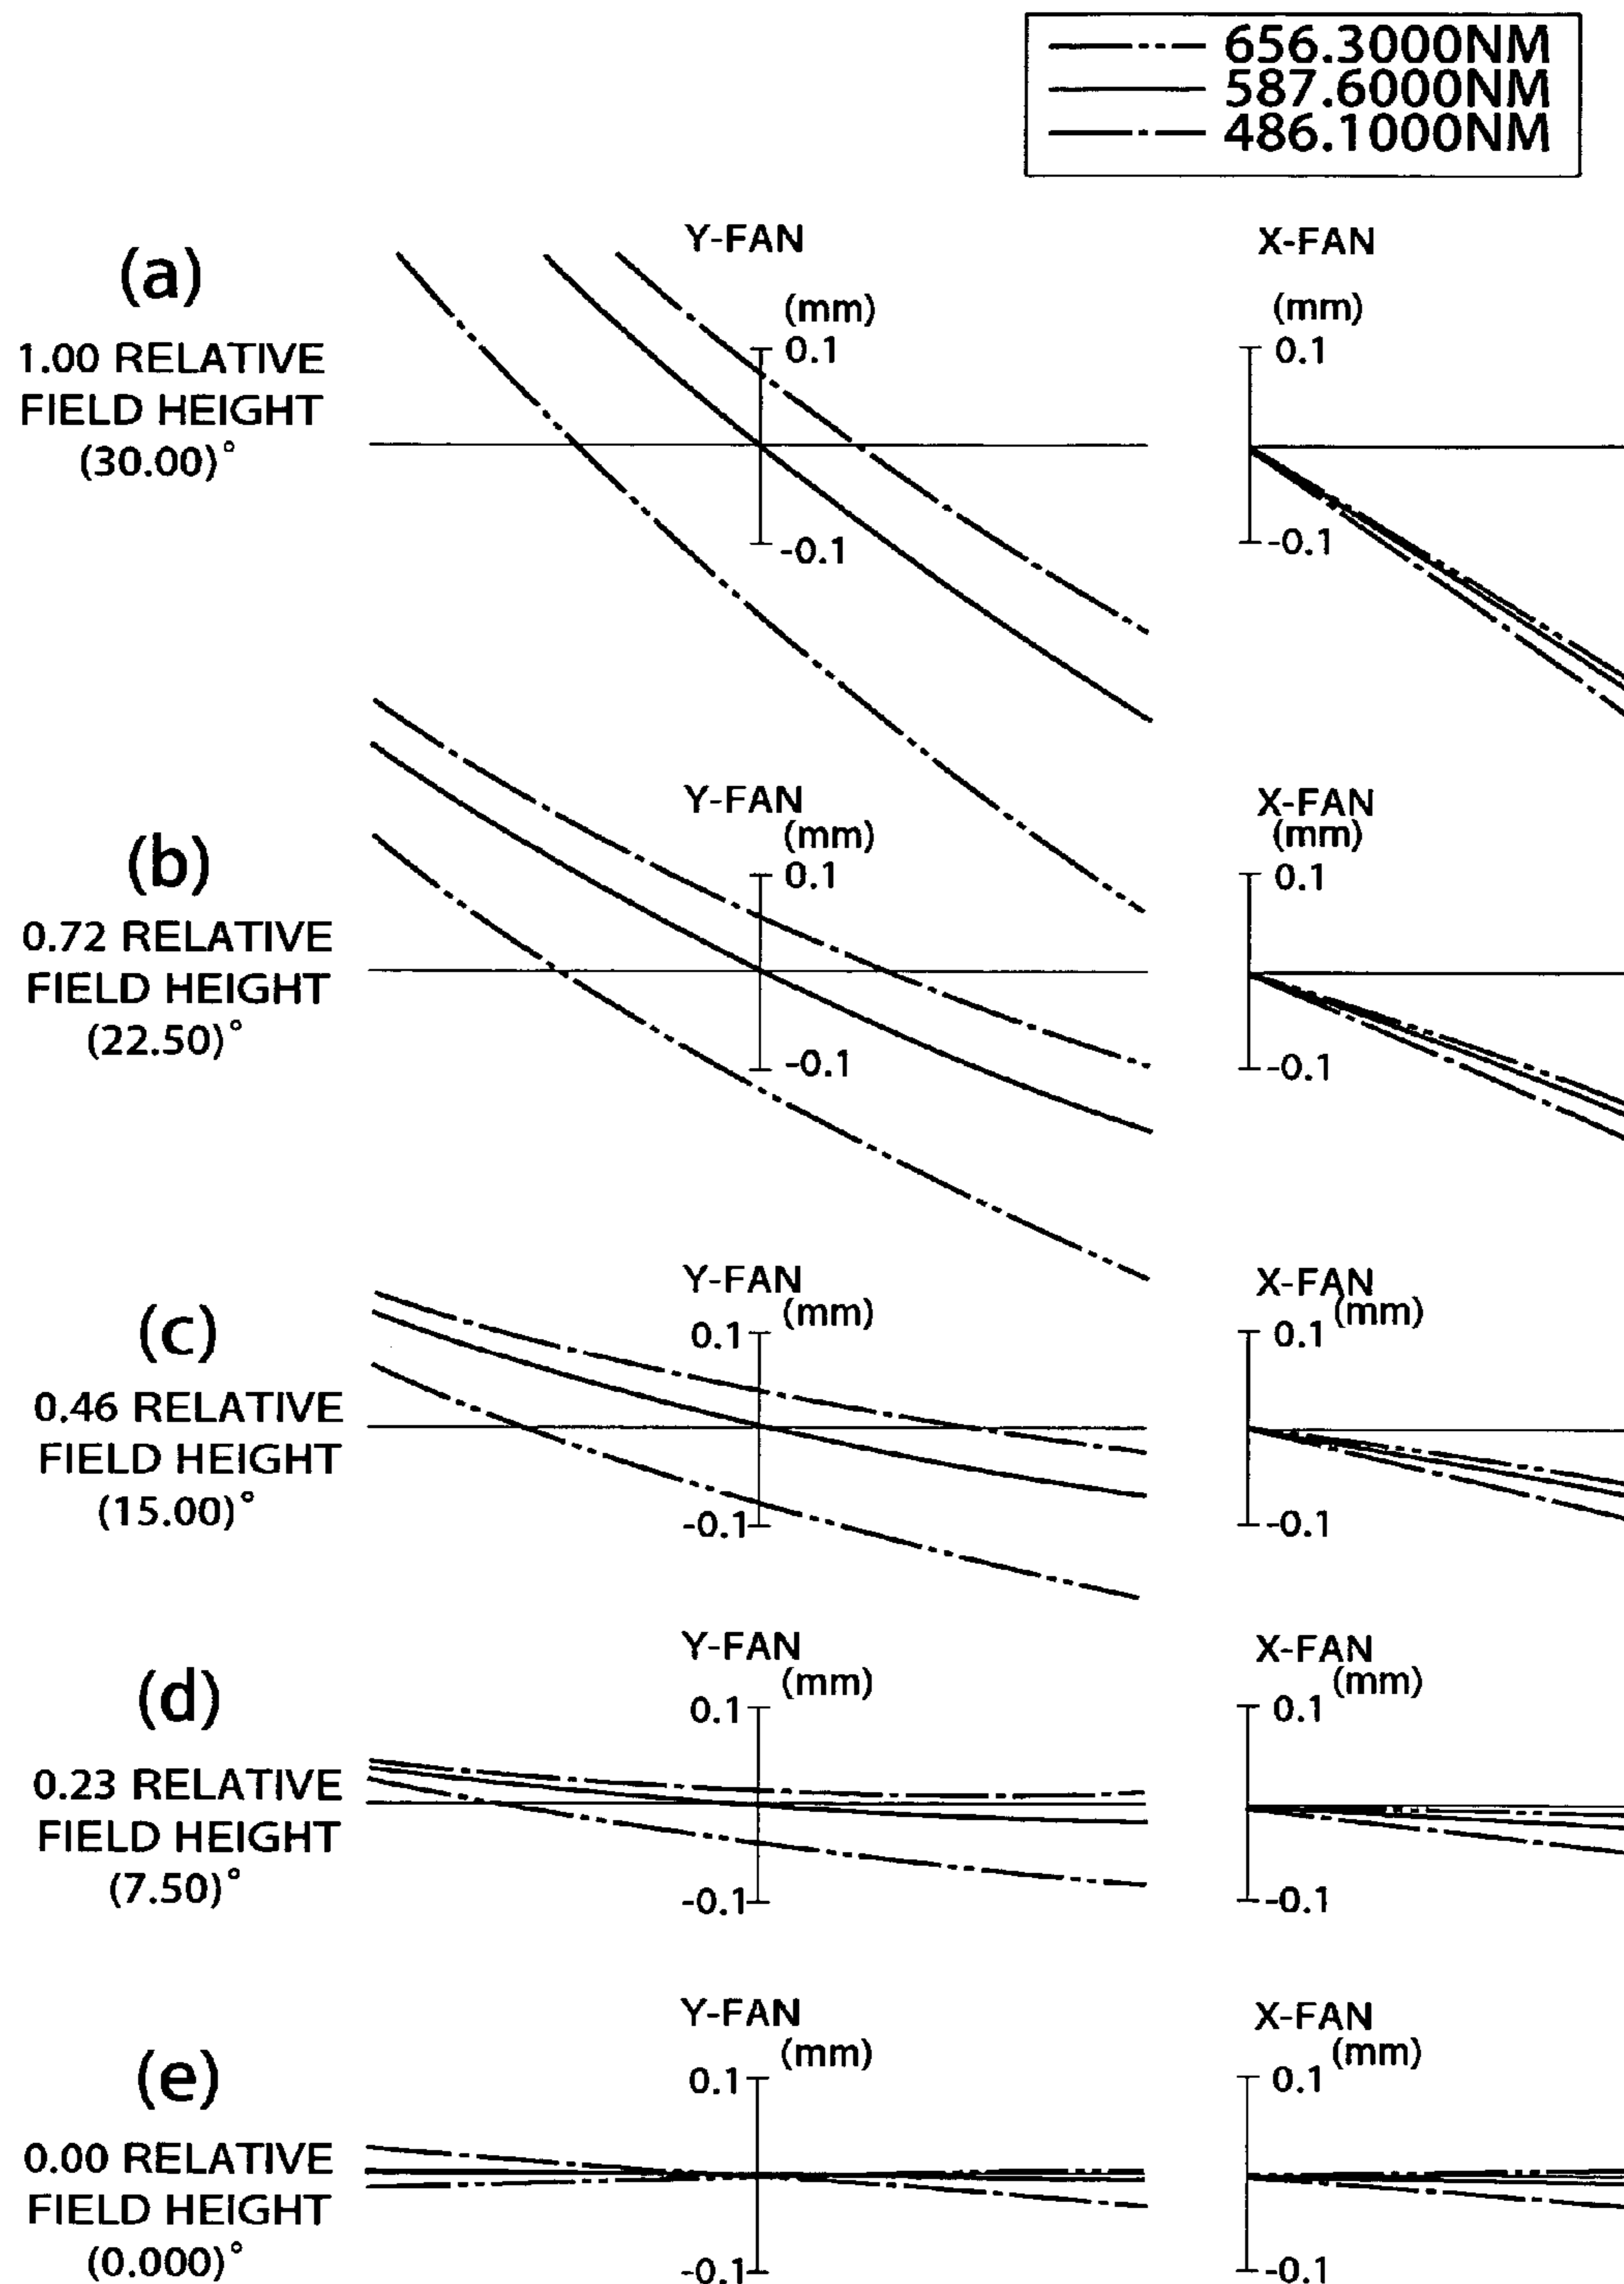 656.3000NM
587.6000NM
486.1000NM
(a)
1.00 RELATIVE
FIELD HEIGHT
(30.00)°
Y-FAN
(mm)
0.1
-0.1
X-FAN
(mm)
0.1
-0.1
(b)
0.72 RELATIVE
FIELD HEIGHT
(22.50)°
Y-FAN
(mm)
0.1
-0.1
X-FAN
(mm)
0.1
-0.1
(c)
0.46 RELATIVE
FIELD HEIGHT
(15.00)°
Y-FAN
(mm)
0.1
-0.1
X-FAN
(mm)
0.1
-0.1
(d)
0.23 RELATIVE
FIELD HEIGHT
(7.50)°
Y-FAN
(mm)
0.1
-0.1
X-FAN
(mm)
0.1
-0.1
(e)
0.00 RELATIVE
FIELD HEIGHT
(0.000)°
Y-FAN
(mm)
0.1
-0.1
X-FAN
(mm)
0.1
-0.1